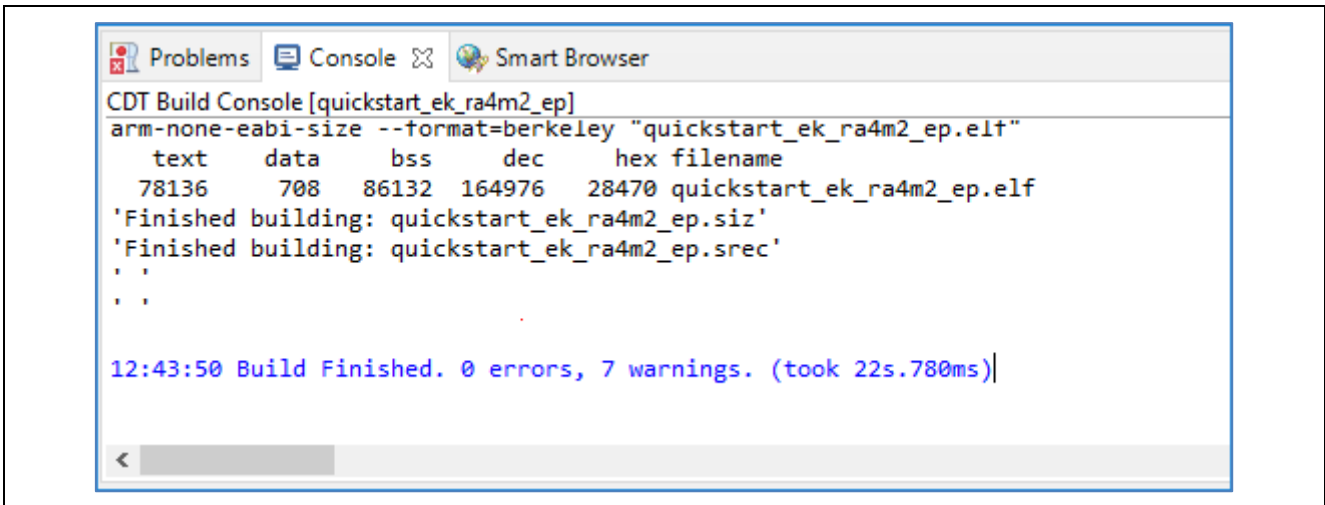 Problems Console Smart Browser
CDT Build Console [quickstart_ek_ra4m2_ep]
arm-none-eabi-size --format=berkeley "quickstart_ek_ra4m2_ep.elf"
text data bss dec hex filename
78136 708 86132 164976 28470 quickstart_ek_ra4m2_ep.elf
'Finished building: quickstart_ek_ra4m2_ep.siz'
'Finished building: quickstart_ek_ra4m2_ep.srec'
' '
' '
12:43:50 Build Finished. 0 errors, 7 warnings. (took 22s.780ms)